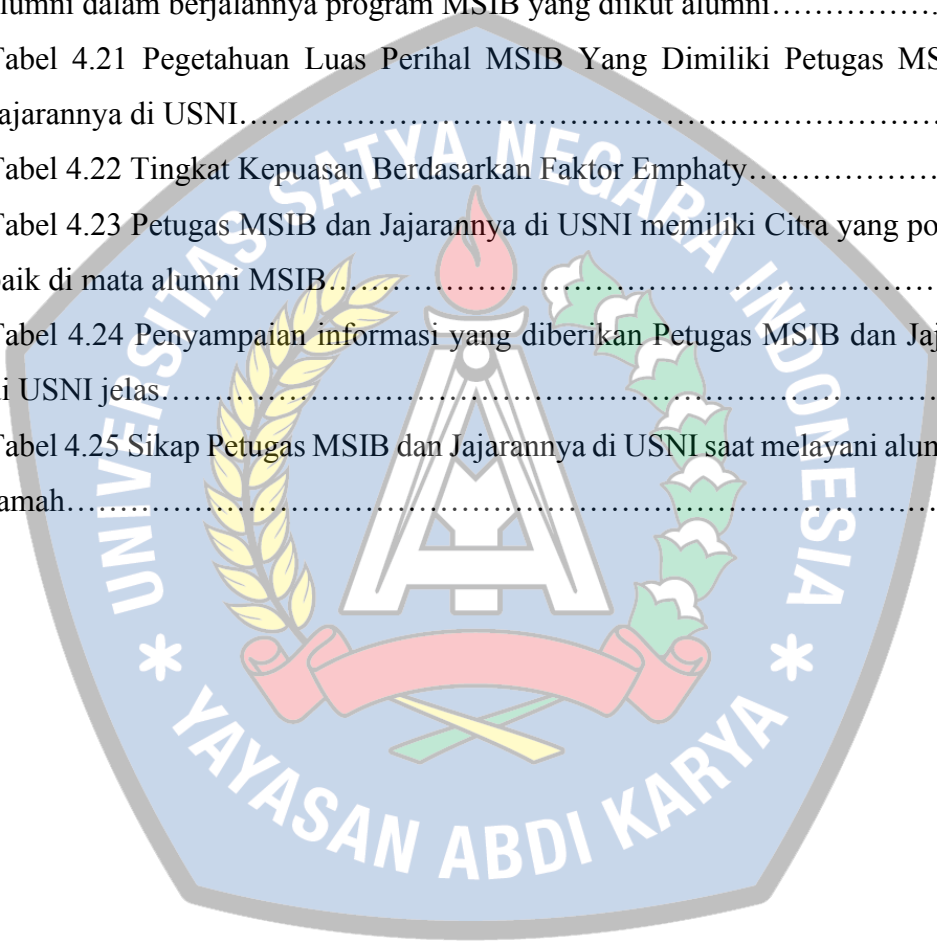 alumni dalam berjalannya program MSIB yang diikut alumni……………..
Tabel 4.21 Pegetahuan Luas Perihal MSIB Yang Dimiliki Petugas
Jajarannya di USNI………………………………………………………………
Tabel 4.22 Tingkat Kepuasan Berdasarkan Faktor Emphaty………………
Tabel 4.23 Petugas MSIB dan Jajarannya di USNI memiliki Citra yang
baik di mata alumni MSIB………………………………………………………
Tabel 4.24 Penyampaian informasi yang diberikan Petugas MSIB dan
di USNI jelas……………………………………………………………………
Tabel 4.25 Sikap Petugas MSIB dan Jajarannya di USNI saat melayani
ramah………………………………………………………………………….…
UNIVERSITAS SATYA NEGARA INDONESIA
* YAYASAN ABDI KARYA *